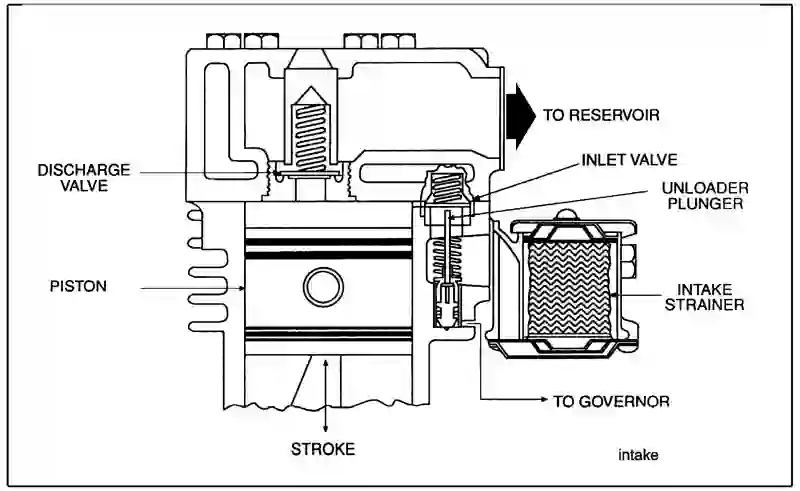 TO RESERVOIR
DISCHARGE
VALVE
INLET VALVE
UNLOADER
PLUNGER
PISTON
INTAKE
STRAINER
TO GOVERNOR
STROKE
intake